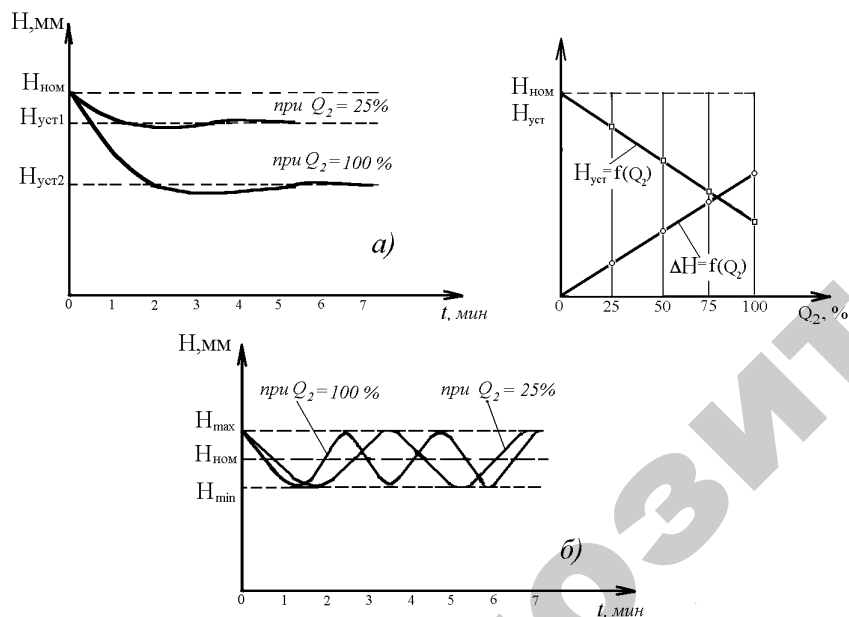 H,мм
Hном
Hуст1
Hуст2
при Q2 = 25%
при Q2 = 100 %
а)
0 1 2 3 4 5 6 7
t, мин
Hном
Hуст
Hуст=f(Q2)
ΔH=f(Q2)
0 25 50 75 100
Q2, %
H,мм
при Q2 = 100 %
при Q2 = 25%
Hmax
Hном
Hmin
б)
0 1 2 3 4 5 6 7
t, мин
ОЗИТ